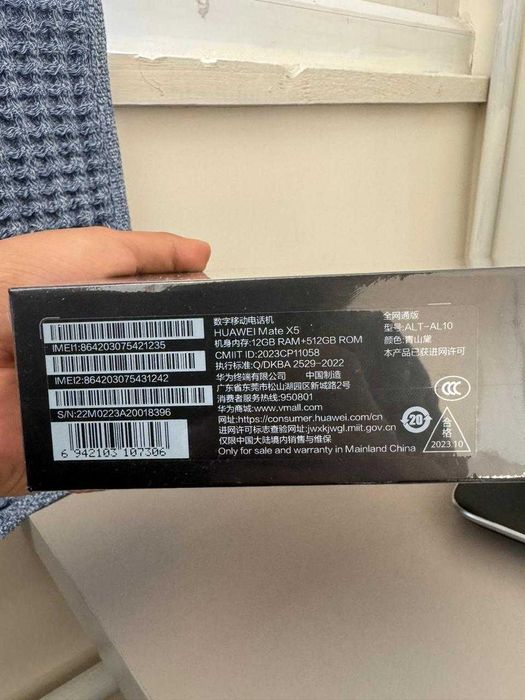 IMEI1:864203075421235
IMEI2:864203075431242
S/N:22M0223A20018396
6 942103 107306
数字移动电话机
HUAWEI Mate X5
机身内存:12GB RAM+512GB ROM
CMIIT ID:2023CP11058
执行标准:Q/DKBA 2529-2022
华为终端有限公司 中国制造
广东省东莞市松山湖园区新城路2号
消费者服务热线:950801
华为商城:www.vmall.com
网址:https://consumer.huawei.com/cn
进网许可标志查验网址:jwxkjwgl.miit.gov.cn
仅限中国大陆境内销售与维保
Only for sale and warranty in Mainland China
全网通版
型号:ALT-AL10
颜色:青山黛
本产品已获进网许可
CCC
20
合格
2023.10